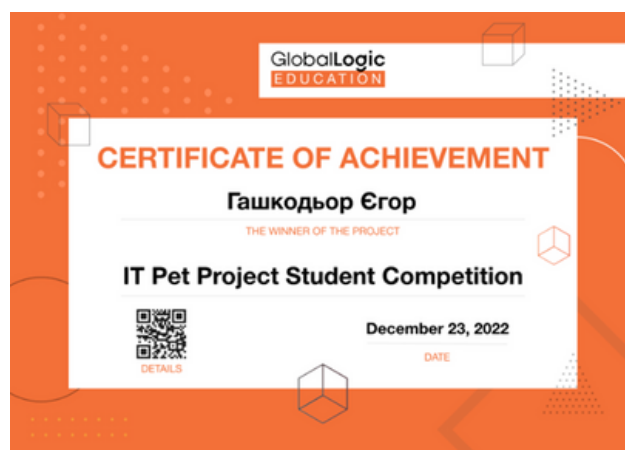 GlobalLogic
EDUCATION
CERTIFICATE OF ACHIEVEMENT
Гашкодьор Єгор
THE WINNER OF THE PROJECT
IT Pet Project Student Competition
December 23, 2022
DETAILS
DATE